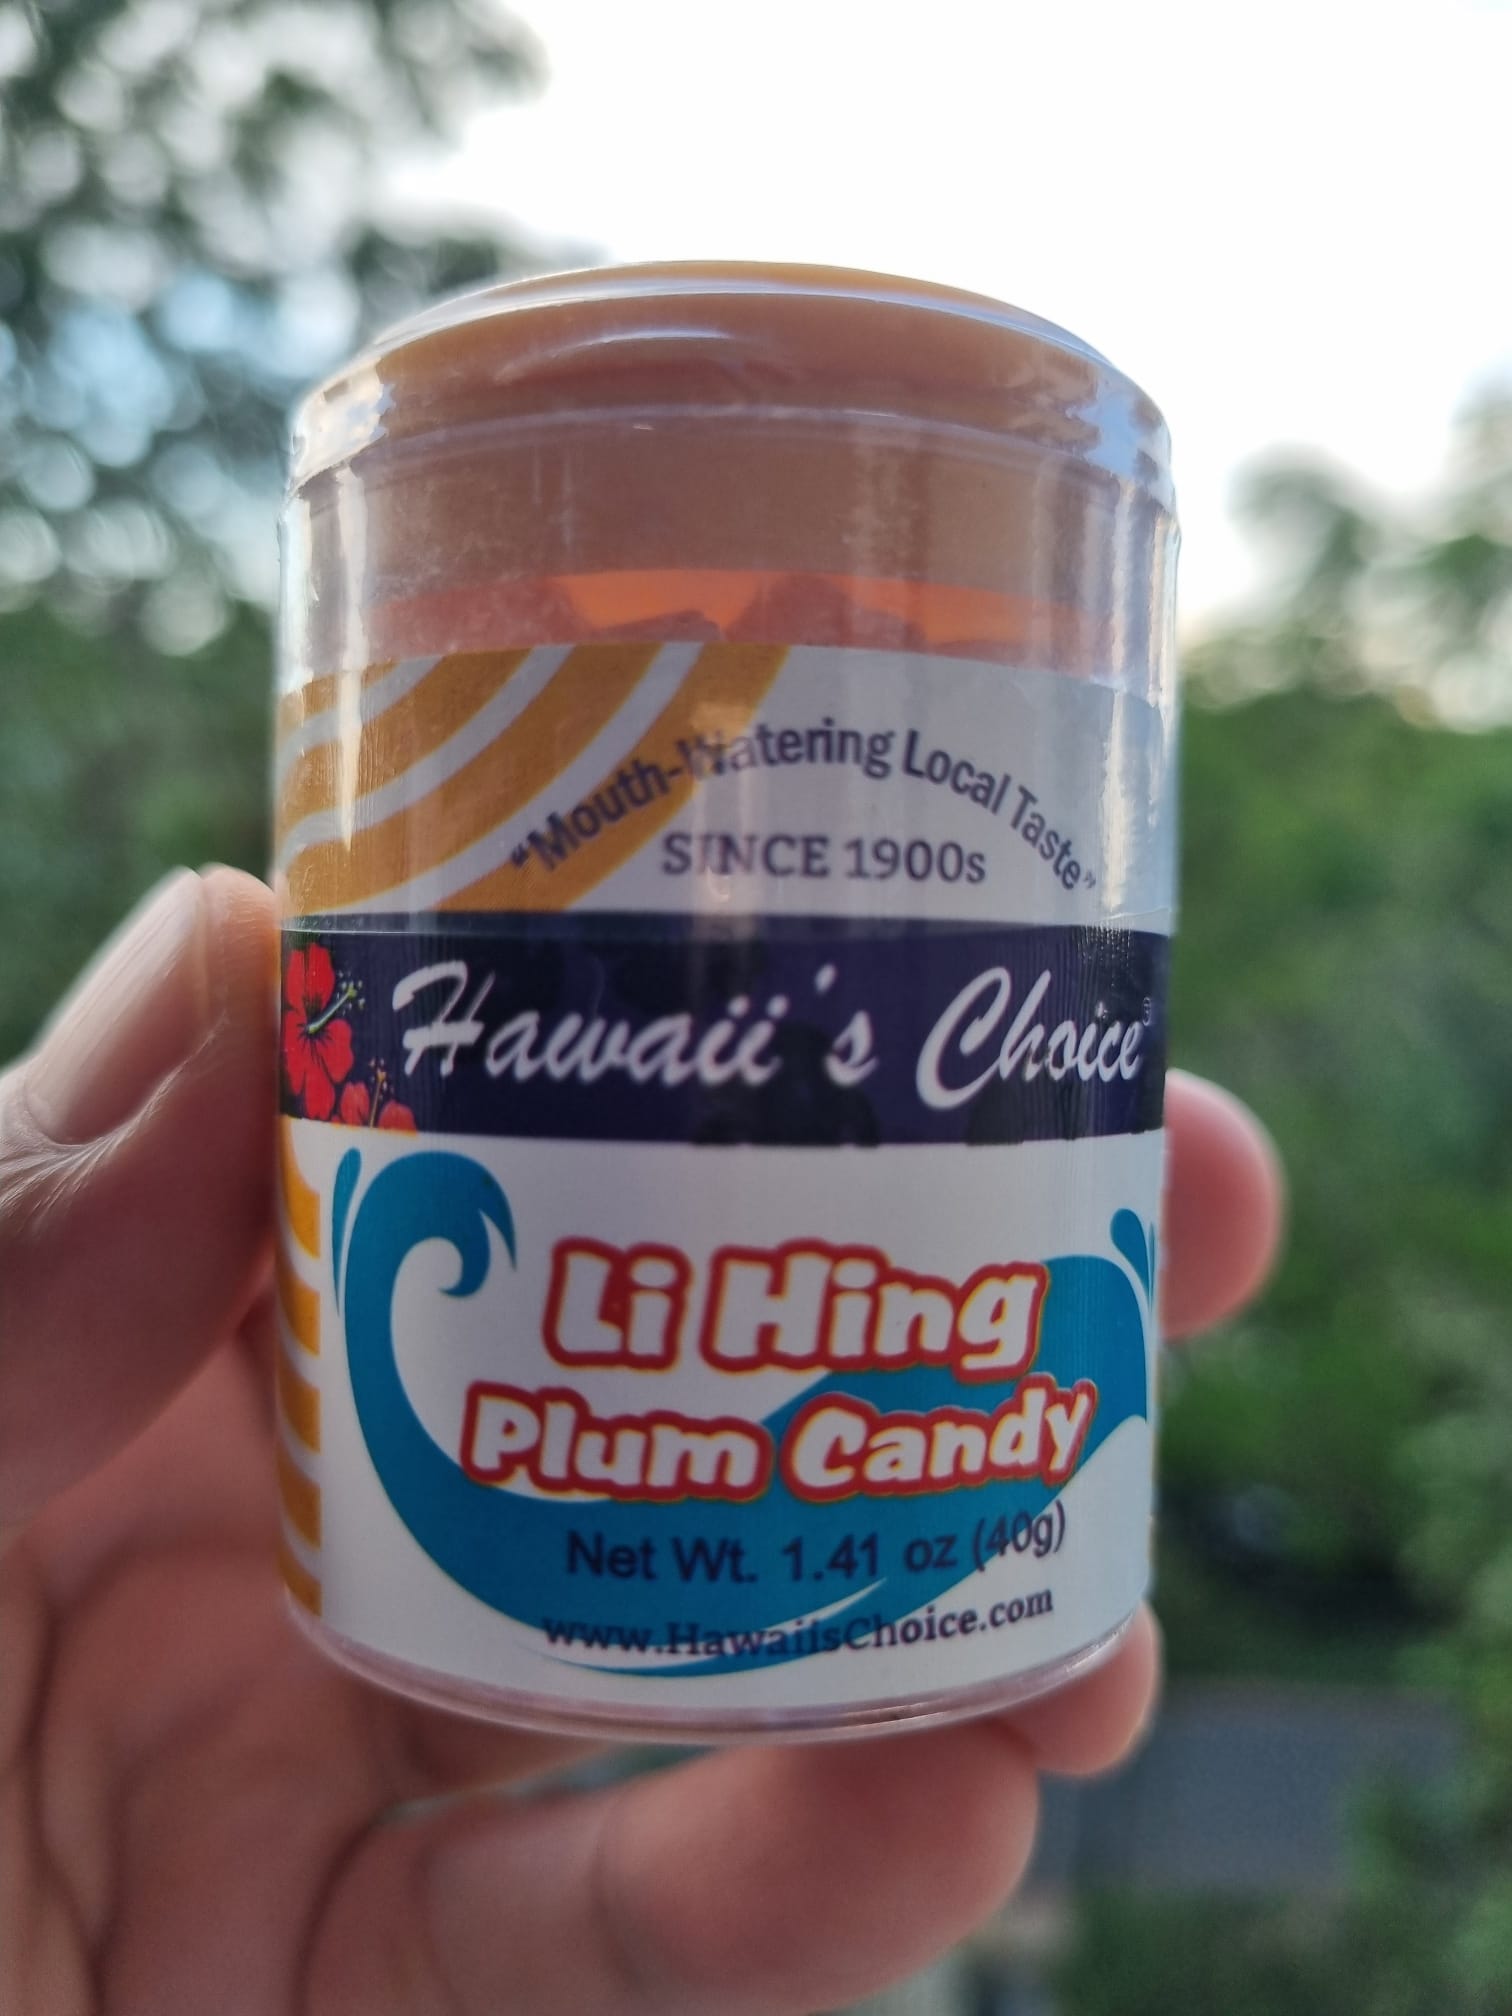 "Mouth-Watering Local Taste"
SINCE 1900s
Hawaii's Choice®
Li Hing
Plum Candy
Net Wt. 1.41 oz (40g)
www.HawaiisChoice.com